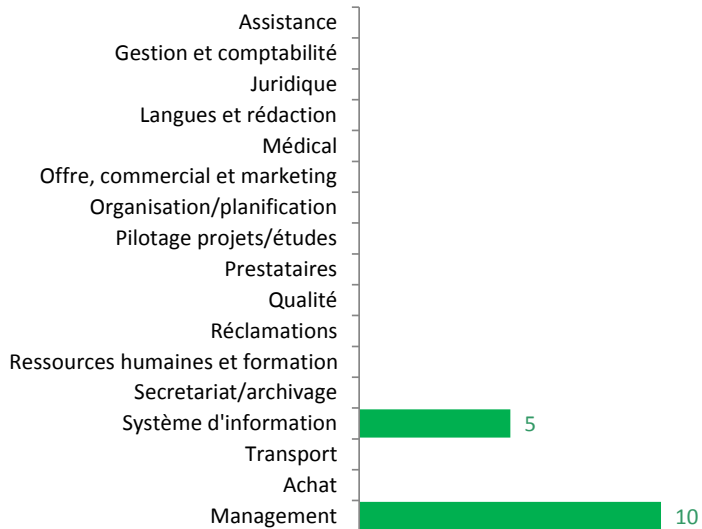 Assistance
Gestion et comptabilité
Juridique
Langues et rédaction
Médical
Offre, commercial et marketing
Organisation/planification
Pilotage projets/études
Prestataires
Qualité
Réclamations
Ressources humaines et formation
Secretariat/archivage
Système d'information 5
Transport
Achat
Management 10